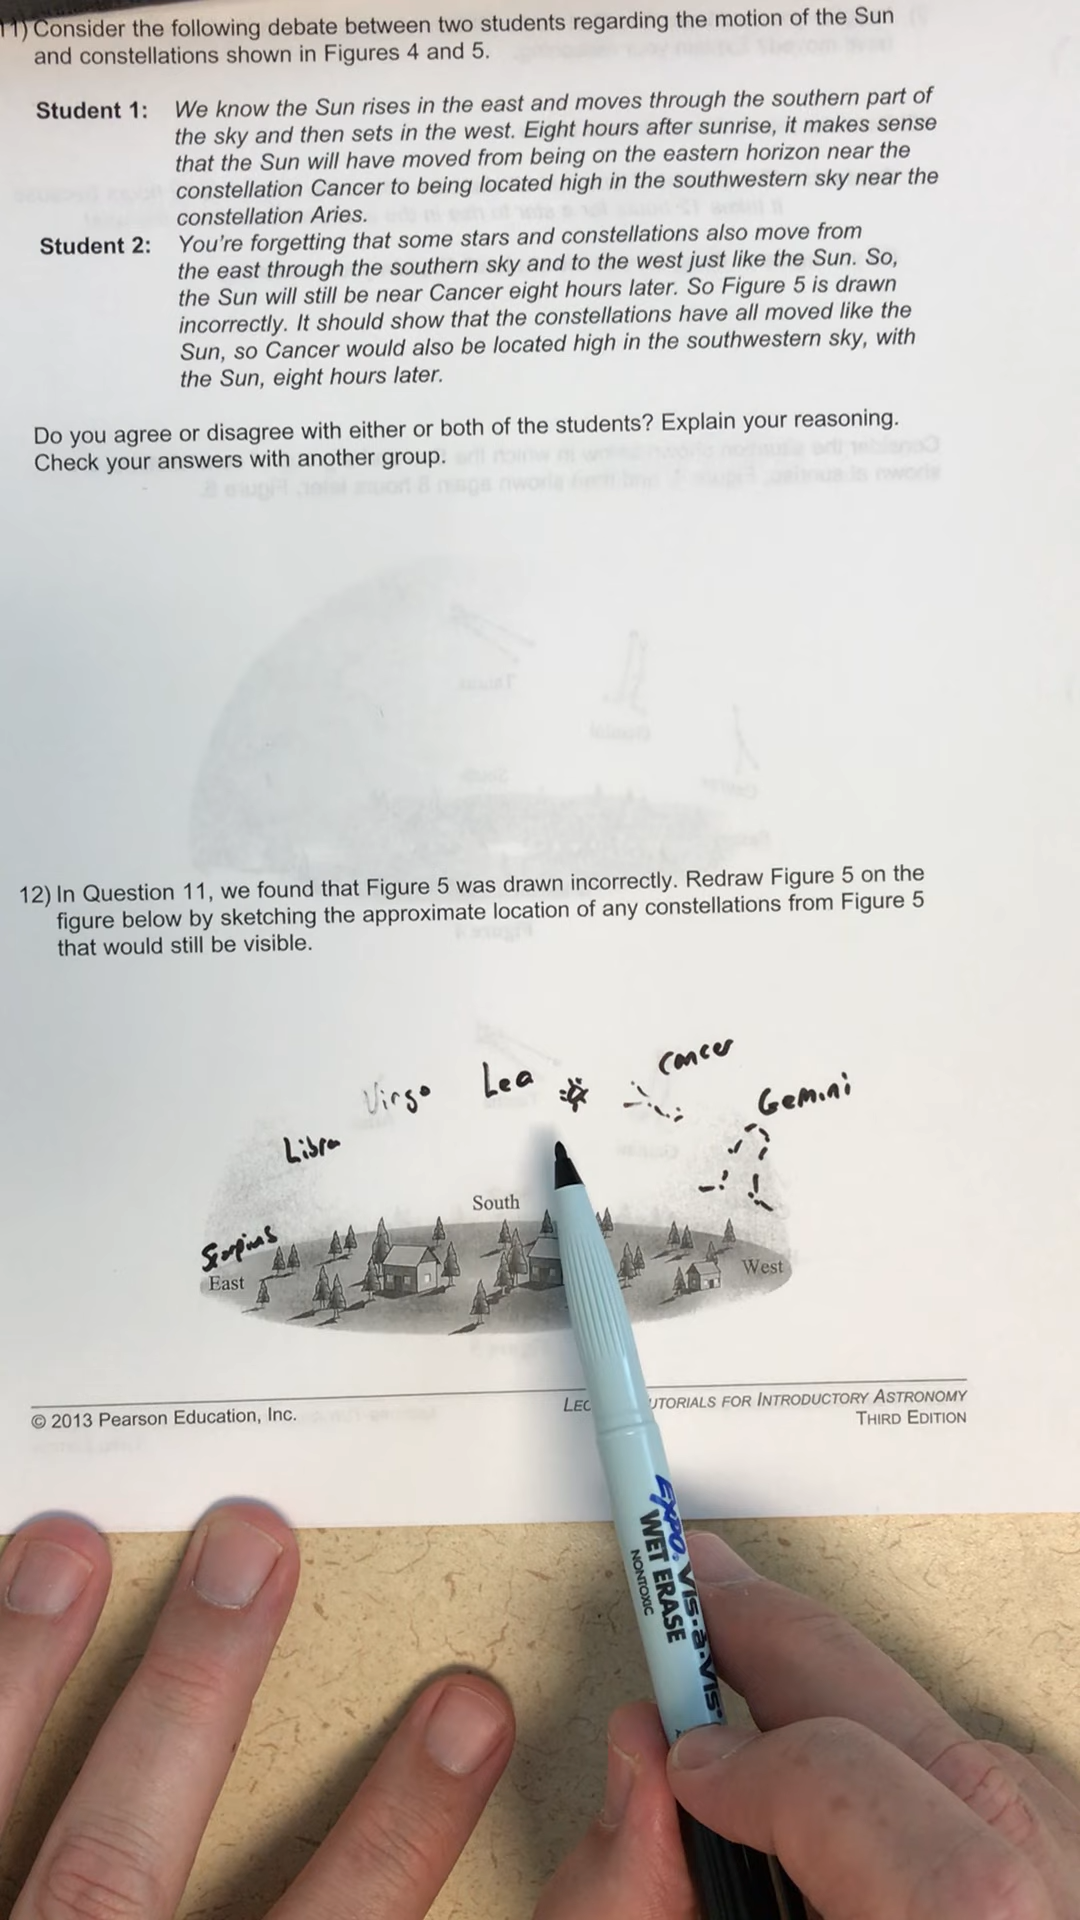 11) Consider the following debate between two students regarding the motion of the Sun
and constellations shown in Figures 4 and 5.
Student 1: We know the Sun rises in the east and moves through the southern part of
the sky and then sets in the west. Eight hours after sunrise, it makes sense
that the Sun will have moved from being on the eastern horizon near the
constellation Cancer to being located high in the southwestern sky near the
constellation Aries.
Student 2: You're forgetting that some stars and constellations also move from
the east through the southern sky and to the west just like the Sun. So,
the Sun will still be near Cancer eight hours later. So Figure 5 is drawn
incorrectly. It should show that the constellations have all moved like the
Sun, so Cancer would also be located high in the southwestern sky, with
the Sun, eight hours later.
Do you agree or disagree with either or both of the students? Explain your reasoning.
Check your answers with another group.
12) In Question 11, we found that Figure 5 was drawn incorrectly. Redraw Figure 5 on the
figure below by sketching the approximate location of any constellations from Figure 5
that would still be visible.
Cancer
Lea
Virgo
Gemini
Libra
South
Scorpius
East
West
© 2013 Pearson Education, Inc.
LEC UTORIALS FOR INTRODUCTORY ASTRONOMY
THIRD EDITION
EXPO. VIS·A·VIS
WET ERASE
NONTOXIC